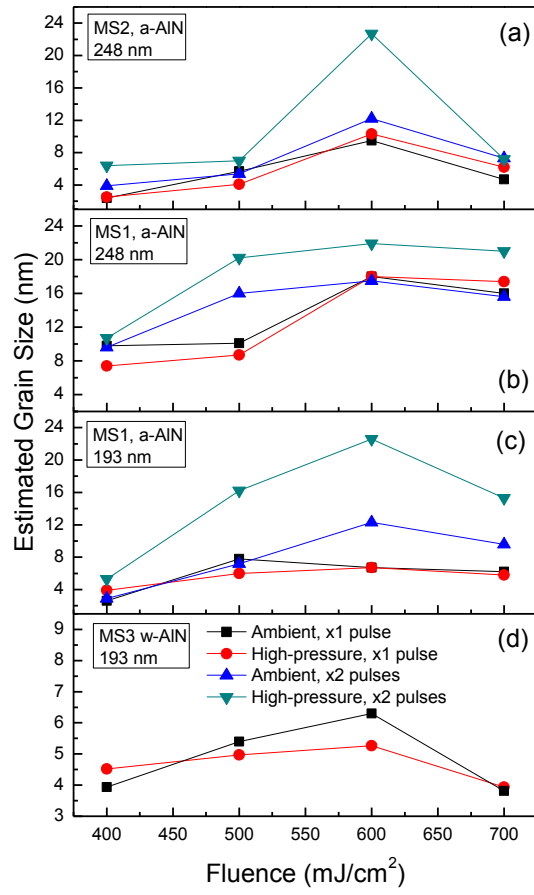 MS2, a-AlN
248 nm
(a)
24
20
16
12
8
4
MS1, a-AlN
248 nm
(b)
24
20
16
12
8
4
MS1, a-AlN
193 nm
(c)
24
20
16
12
8
4
MS3 w-AlN
193 nm
(d)
Ambient, x1 pulse
High-pressure, x1 pulse
Ambient, x2 pulses
High-pressure, x2 pulses
9
8
7
6
5
4
3
400 450 500 550 600 650 700
Estimated Grain Size (nm)
Fluence (mJ/cm²)